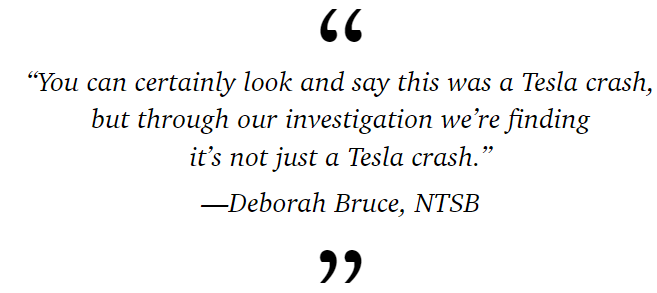 “
“You can certainly look and say this was a Tesla crash,
but through our investigation we’re finding
it’s not just a Tesla crash.”
—Deborah Bruce, NTSB
”